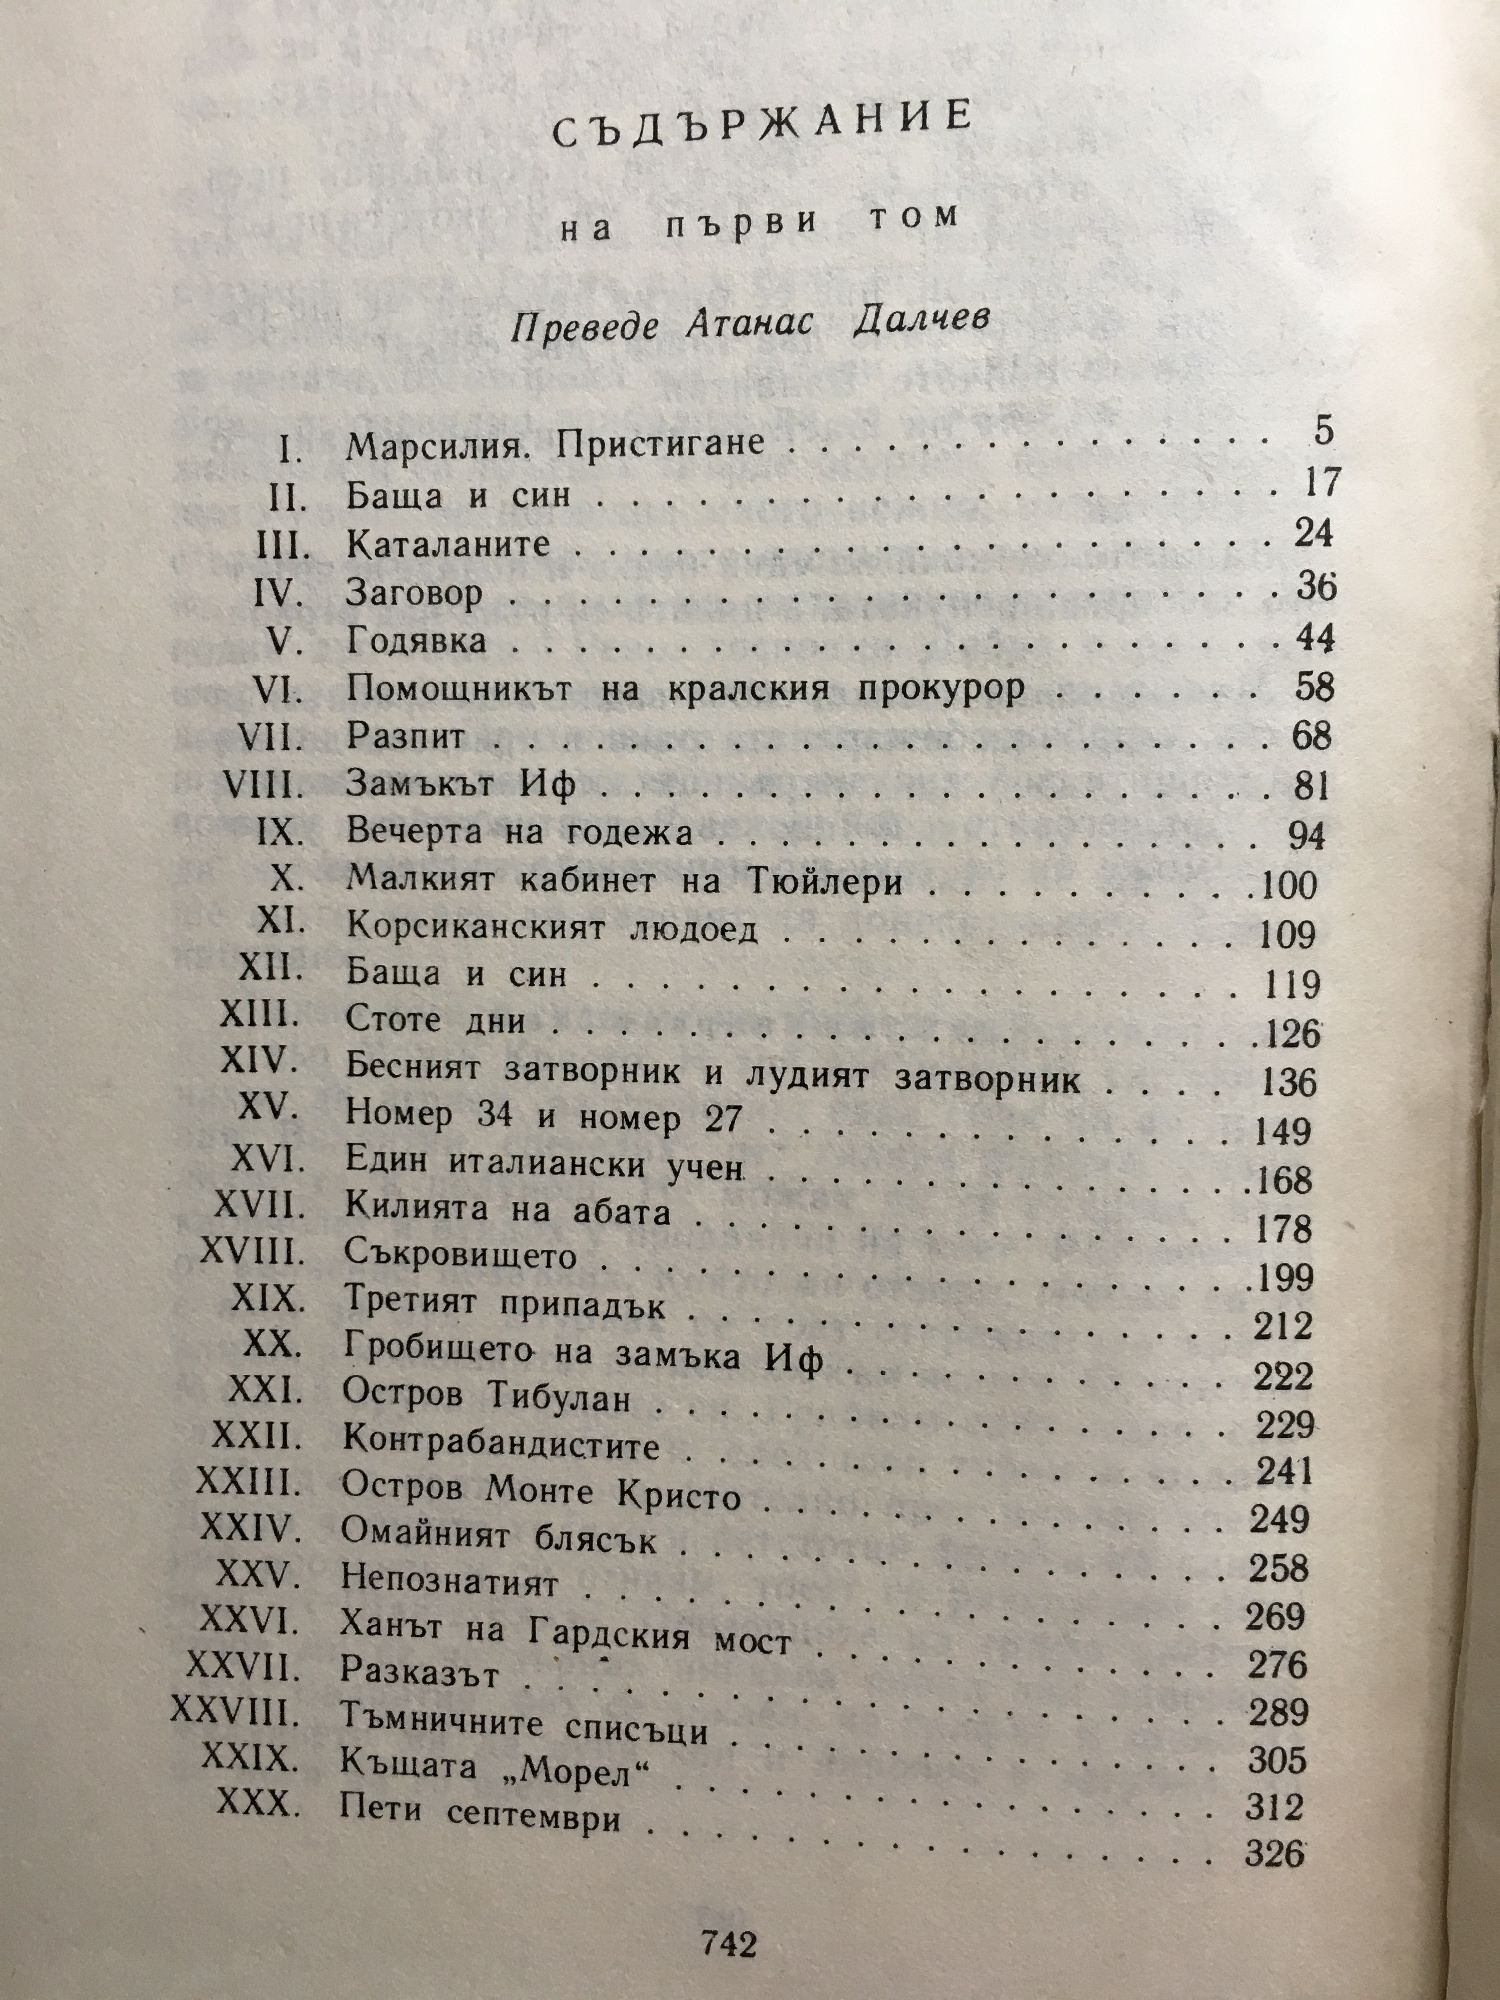 СЪДЪРЖАНИЕ
на първи том
Преведе Атанас Далчев
I. Марсилия. Пристигане . . . . . . . . . . . . . . . . 5
II. Баща и син . . . . . . . . . . . . . . . . . . . . 17
III. Каталаните . . . . . . . . . . . . . . . . . . . . 24
IV. Заговор . . . . . . . . . . . . . . . . . . . . . . 36
V. Годявка . . . . . . . . . . . . . . . . . . . . . . 44
VI. Помощникът на кралския прокурор . . . . . . 58
VII. Разпит . . . . . . . . . . . . . . . . . . . . . . 68
VIII. Замъкът Иф . . . . . . . . . . . . . . . . . . . 81
IX. Вечерта на годежа . . . . . . . . . . . . . . . . 94
X. Малкият кабинет на Тюйлери . . . . . . . . . . 100
XI. Корсиканският людоед . . . . . . . . . . . . . . 109
XII. Баща и син . . . . . . . . . . . . . . . . . . . 119
XIII. Стоте дни . . . . . . . . . . . . . . . . . . . . 126
XIV. Бесният затворник и лудият затворник . . . . 136
XV. Номер 34 и номер 27 . . . . . . . . . . . . . . 149
XVI. Един италиански учен . . . . . . . . . . . . . . 168
XVII. Килията на абата . . . . . . . . . . . . . . . . 178
XVIII. Съкровището . . . . . . . . . . . . . . . . . . 199
XIX. Третият припадък . . . . . . . . . . . . . . . . 212
XX. Гробището на замъка Иф . . . . . . . . . . . . 222
XXI. Остров Тибулан . . . . . . . . . . . . . . . . . 229
XXII. Контрабандистите . . . . . . . . . . . . . . . . 241
XXIII. Остров Монте Кристо . . . . . . . . . . . . . . 249
XXIV. Омайният блясък . . . . . . . . . . . . . . . . 258
XXV. Непознатият . . . . . . . . . . . . . . . . . . 269
XXVI. Ханът на Гардския мост . . . . . . . . . . . . 276
XXVII. Разказът . . . . . . . . . . . . . . . . . . . . 289
XXVIII. Тъмничните списъци . . . . . . . . . . . . . . 305
XXIX. Къщата „Морел“ . . . . . . . . . . . . . . . . 312
XXX. Пети септември . . . . . . . . . . . . . . . . . 326
742